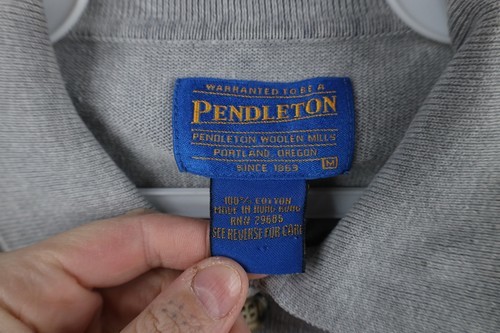 WARRANTED TO BE A
PENDLETON
PENDLETON WOOLEN MILLS
PORTLAND, OREGON
SINCE 1863
M
100% COTTON
MADE IN HONG KONG
RN# 29685
SEE REVERSE FOR CARE